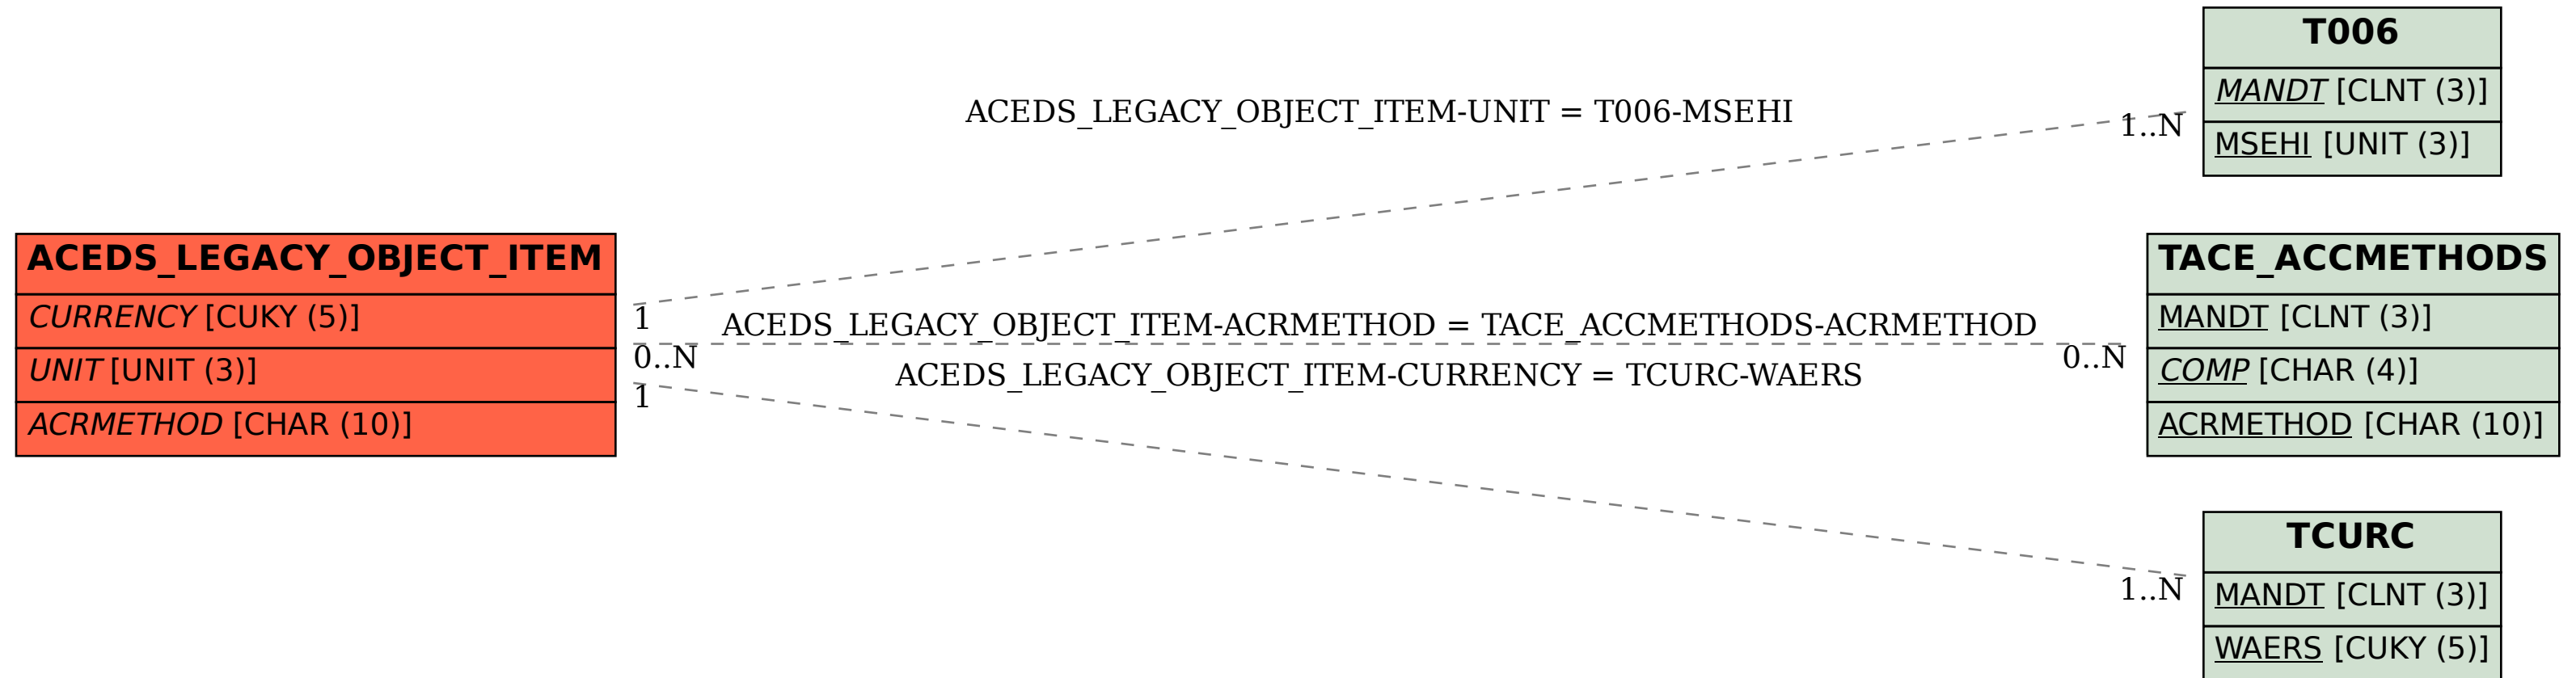 T006
MANDT [CLNT (3)]
MSEHI [UNIT (3)]
ACEDS_LEGACY_OBJECT_ITEM-UNIT = T006-MSEHI
1..N
ACEDS_LEGACY_OBJECT_ITEM
CURRENCY [CUKY (5)]
UNIT [UNIT (3)]
ACRMETHOD [CHAR (10)]
1
ACEDS_LEGACY_OBJECT_ITEM-ACRMETHOD = TACE_ACCMETHODS-ACRMETHOD
0..N
0..N
ACEDS_LEGACY_OBJECT_ITEM-CURRENCY = TCURC-WAERS
1
1..N
TACE_ACCMETHODS
MANDT [CLNT (3)]
COMP [CHAR (4)]
ACRMETHOD [CHAR (10)]
TCURC
MANDT [CLNT (3)]
WAERS [CUKY (5)]